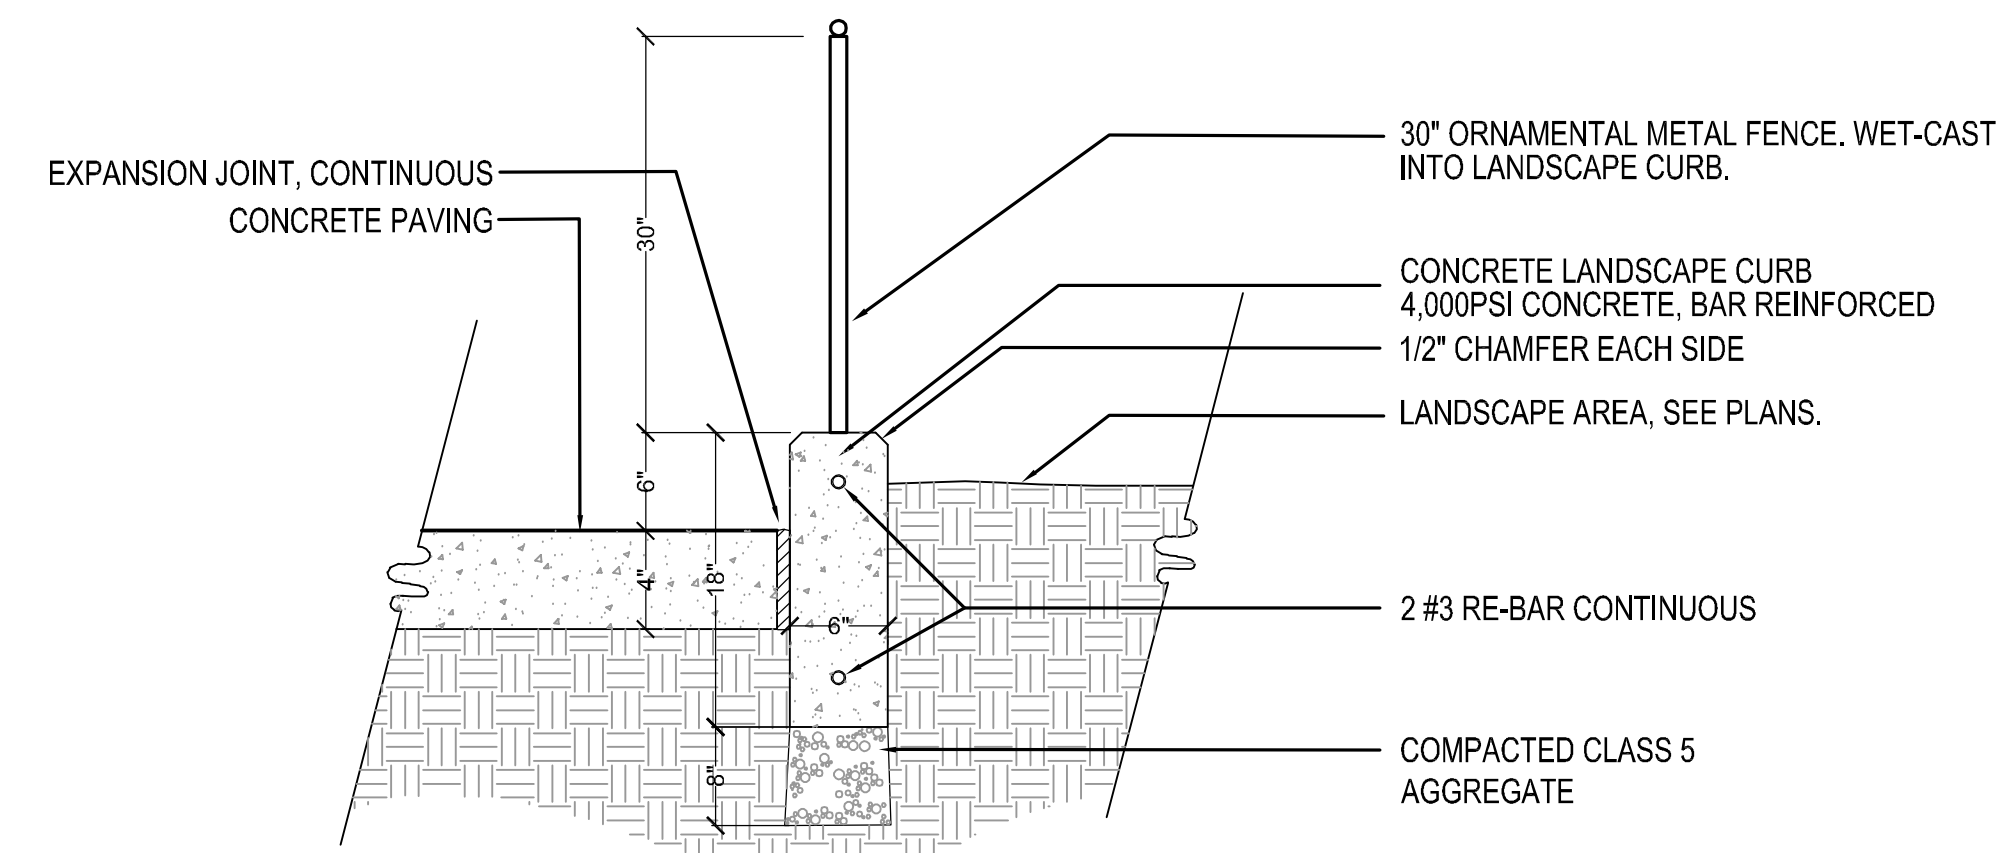 EXPANSION JOINT, CONTINUOUS
CONCRETE PAVING
30"
6"
4"
18"
6"
8"
30" ORNAMENTAL METAL FENCE. WET-CAST
INTO LANDSCAPE CURB.
CONCRETE LANDSCAPE CURB
4,000PSI CONCRETE, BAR REINFORCED
1/2" CHAMFER EACH SIDE
LANDSCAPE AREA, SEE PLANS.
2 #3 RE-BAR CONTINUOUS
COMPACTED CLASS 5
AGGREGATE